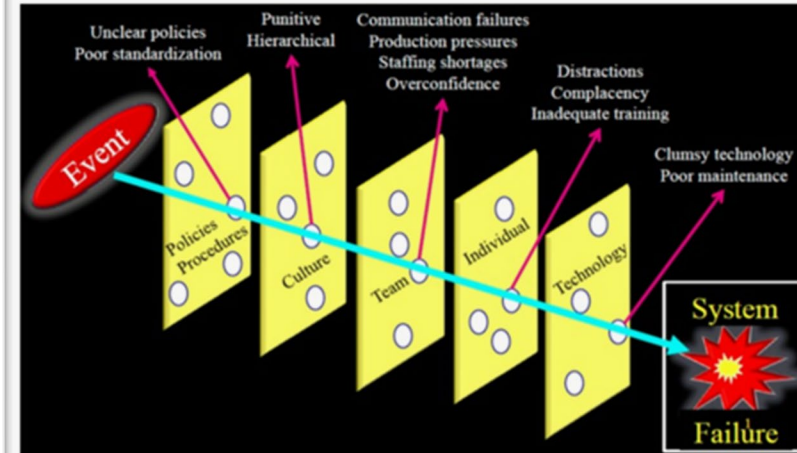 Unclear policies
Poor standardization
Punitive
Hierarchical
Communication failures
Production pressures
Staffing shortages
Overconfidence
Distractions
Complacency
Inadequate training
Clumsy technology
Poor maintenance
Event
Policies
Procedures
Culture
Team
Individual
Technology
System
Failure
1